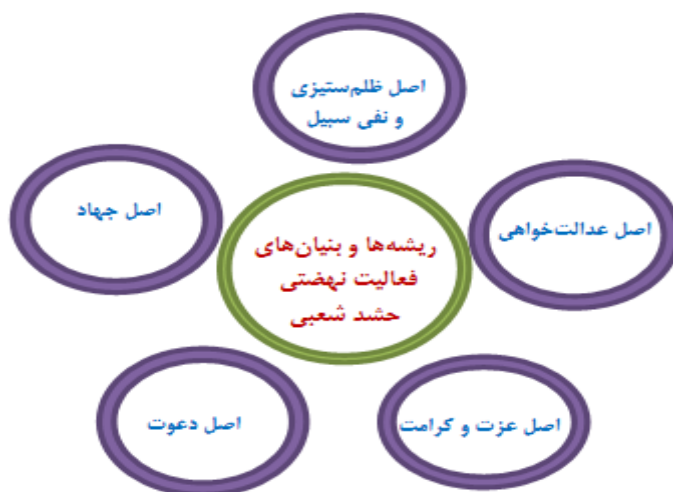 اصل ظلم‌ستیزی
و نفی سبیل
اصل عدالت‌خواهی
اصل جهاد
ریشه‌ها و بنیان‌های
فعالیت نهضتی
حشد شعبی
اصل عزت و کرامت
اصل دعوت